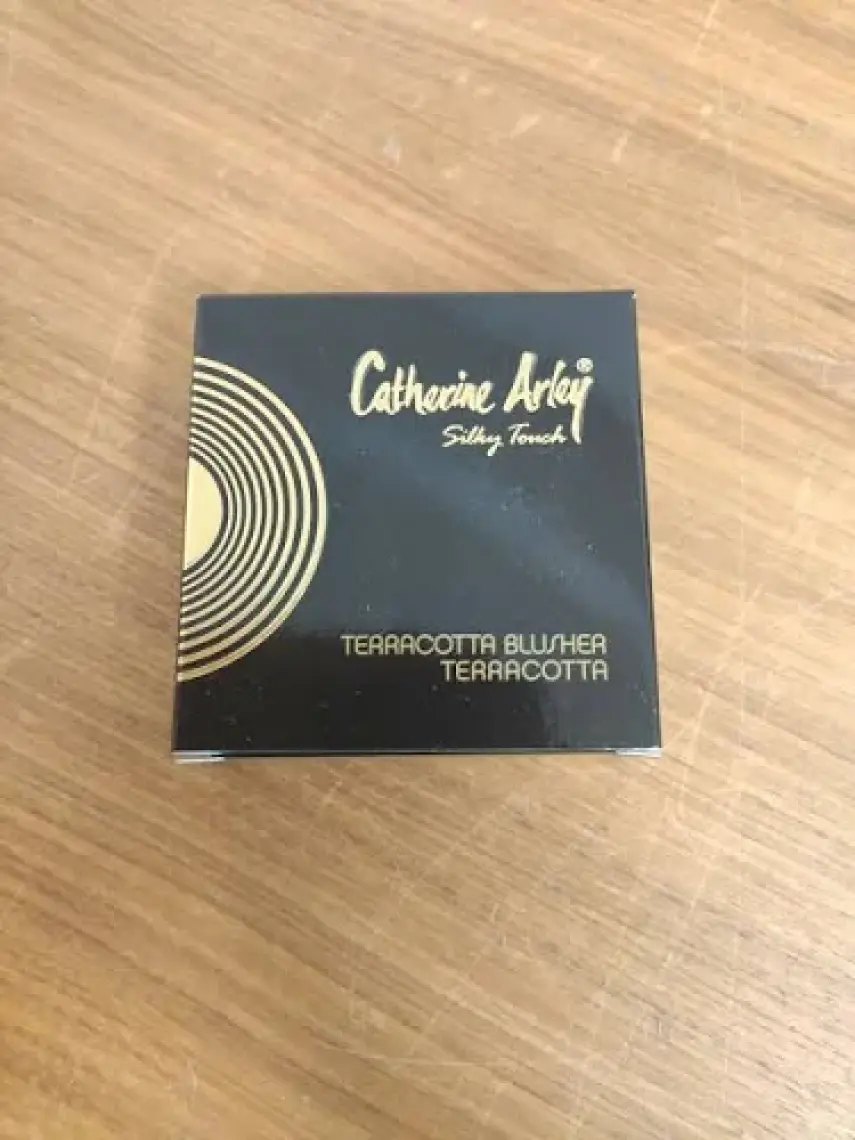 Catherine Arley®
Silky Touch
TERRACOTTA BLUSHER
TERRACOTTA